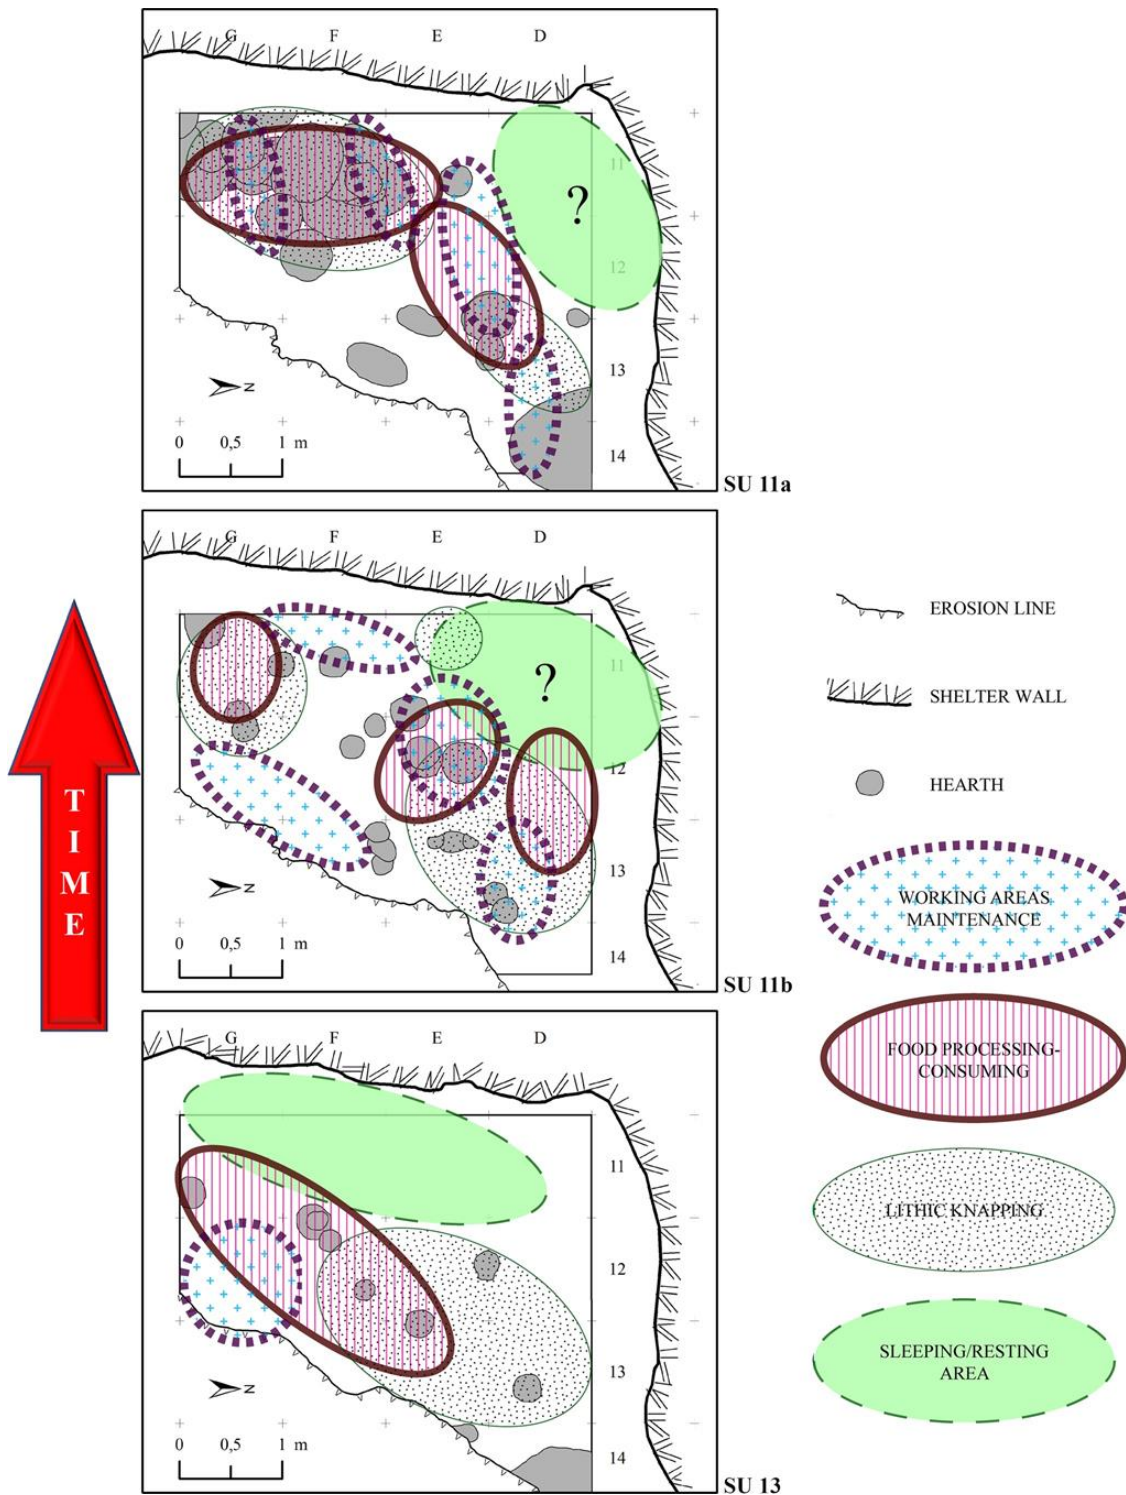 G F E D
11
?
12
13
14
N
0 0,5 1 m
SU 11a
G F E D
11
?
12
13
14
N
0 0,5 1 m
SU 11b
G F E D
11
12
13
14
N
0 0,5 1 m
SU 13
TIME
EROSION LINE
SHELTER WALL
HEARTH
WORKING AREAS
MAINTENANCE
FOOD PROCESSING-
CONSUMING
LITHIC KNAPPING
SLEEPING/RESTING
AREA